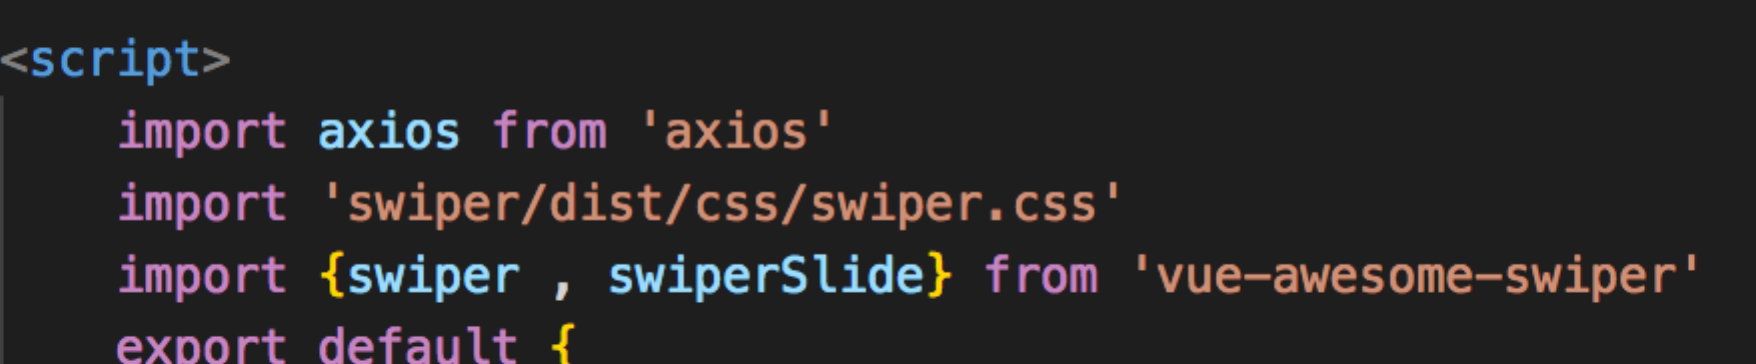 <script>
import axios from 'axios'
import 'swiper/dist/css/swiper.css'
import {swiper , swiperSlide} from 'vue-awesome-swiper'
export default {